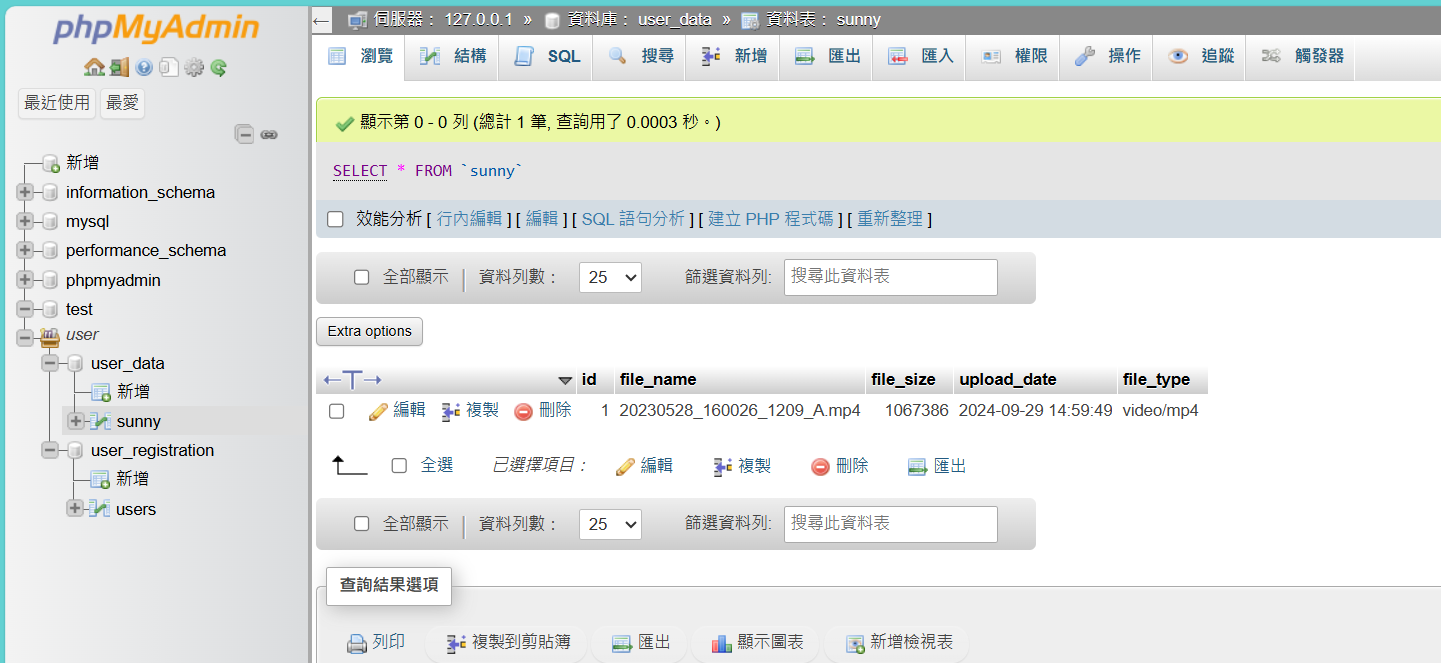 phpMyAdmin
最近使用 最愛
新增
information_schema
mysql
performance_schema
phpmyadmin
test
user
user_data
新增
sunny
user_registration
新增
users
← 伺服器： 127.0.0.1 » 資料庫： user_data » 資料表： sunny
瀏覽 結構 SQL 搜尋 新增 匯出 匯入 權限 操作 追蹤 觸發器
顯示第 0 - 0 列 (總計 1 筆, 查詢用了 0.0003 秒。)
SELECT * FROM `sunny`
效能分析 [ 行內編輯 ] [ 編輯 ] [ SQL 語句分析 ] [ 建立 PHP 程式碼 ] [ 重新整理 ]
全部顯示 | 資料列數： 25 篩選資料列: 搜尋此資料表
Extra options
←T→ id file_name file_size upload_date file_type
編輯 複製 刪除 1 20230528_160026_1209_A.mp4 1067386 2024-09-29 14:59:49 video/mp4
全選 已選擇項目： 編輯 複製 刪除 匯出
全部顯示 | 資料列數： 25 篩選資料列: 搜尋此資料表
查詢結果選項
列印 複製到剪貼簿 匯出 顯示圖表 新增檢視表